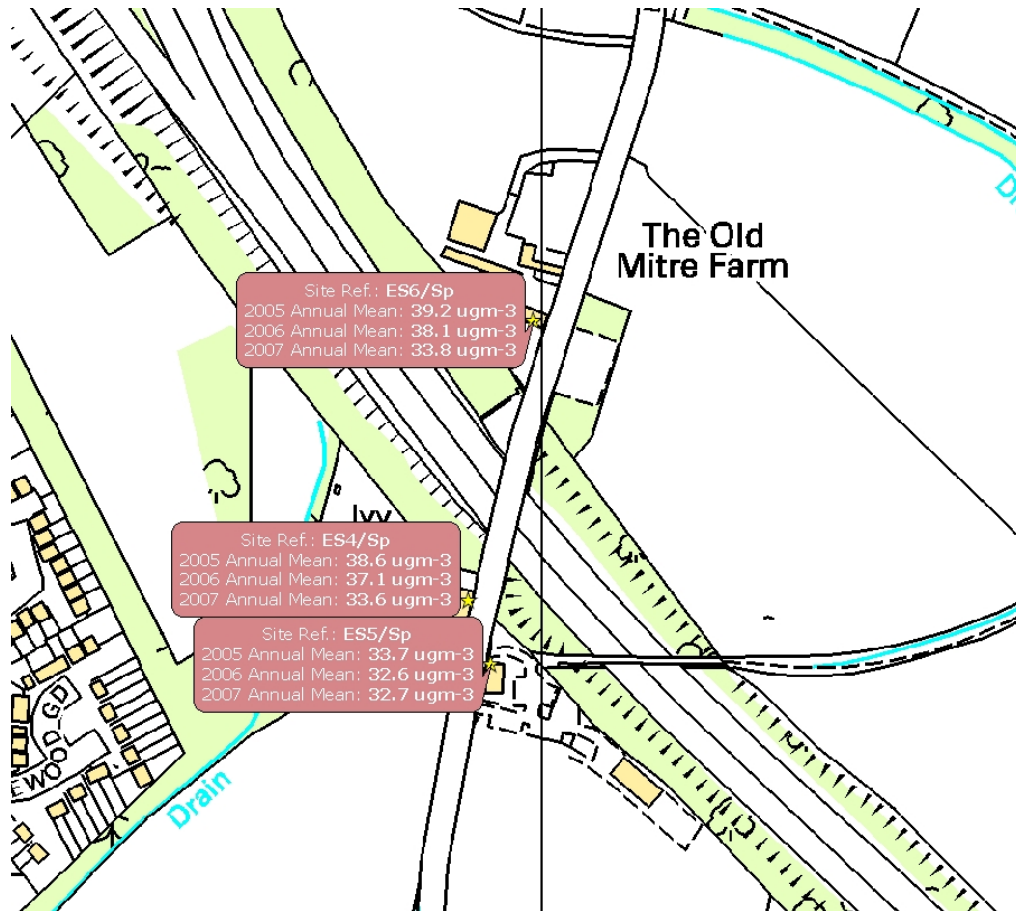 The Old
Mitre Farm
Site Ref.: ES6/Sp
2005 Annual Mean: 39.2 ugm-3
2006 Annual Mean: 38.1 ugm-3
2007 Annual Mean: 33.8 ugm-3
Site Ref.: ES4/Sp
2005 Annual Mean: 38.6 ugm-3
2006 Annual Mean: 37.1 ugm-3
2007 Annual Mean: 33.6 ugm-3
Site Ref.: ES5/Sp
2005 Annual Mean: 33.7 ugm-3
2006 Annual Mean: 32.6 ugm-3
2007 Annual Mean: 32.7 ugm-3
EWOOD GD
Drain